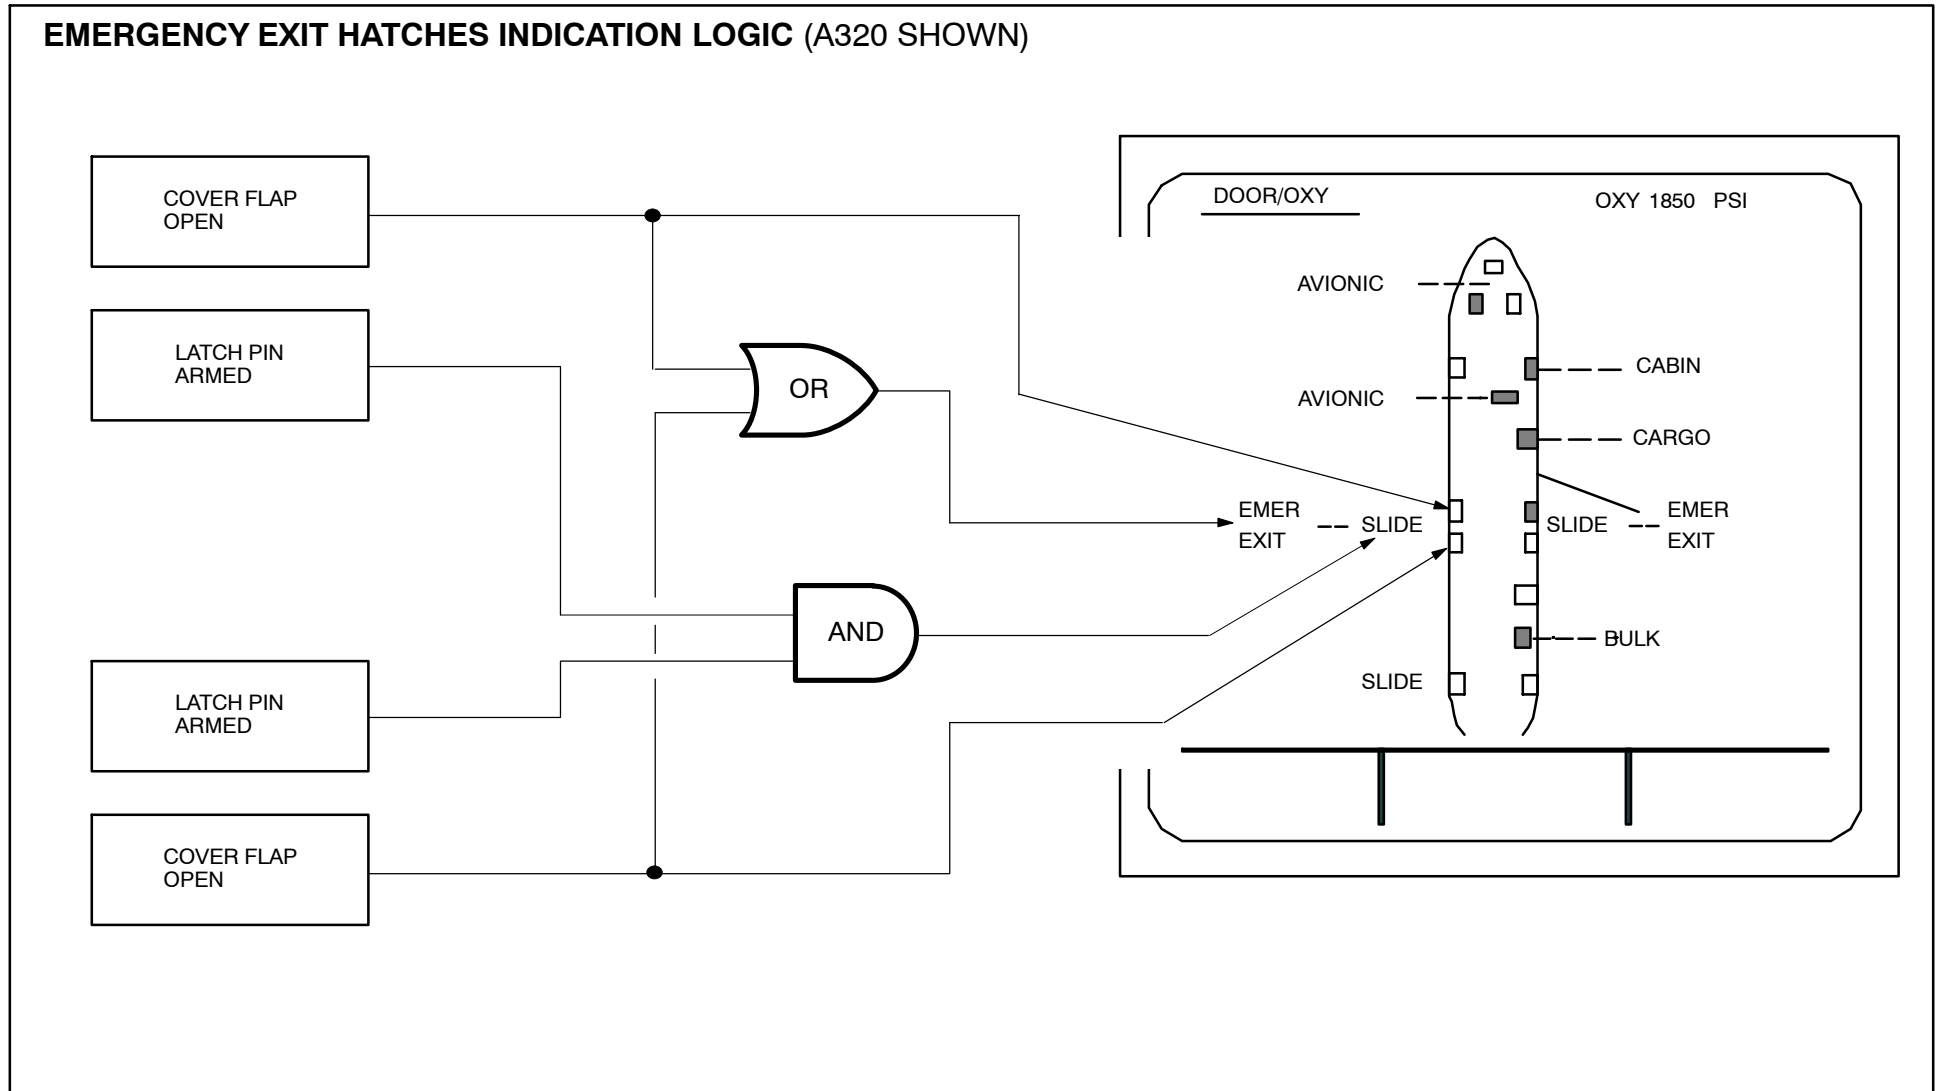 EMERGENCY EXIT HATCHES INDICATION LOGIC (A320 SHOWN)
COVER FLAP
OPEN
LATCH PIN
ARMED
LATCH PIN
ARMED
COVER FLAP
OPEN
OR
AND
DOOR/OXY
OXY 1850 PSI
AVIONIC
CABIN
AVIONIC
CARGO
EMER
EXIT
SLIDE
SLIDE
EMER
EXIT
BULK
SLIDE